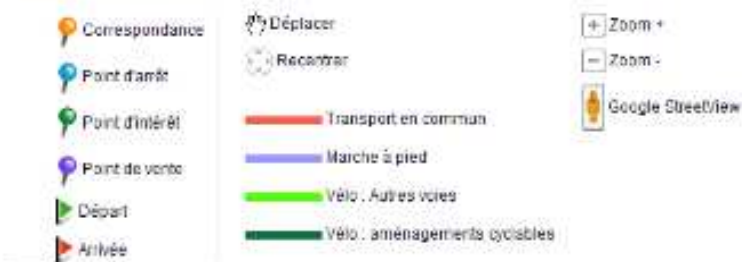 Correspondance
Point d'arrêt
Point d'intérêt
Point de vente
Départ
Arrivée
Déplacer
Recentrer
Transport en commun
Marche à pied
Vélo : Autres voies
Vélo : aménagements cyclables
Zoom +
Zoom -
Google StreetView